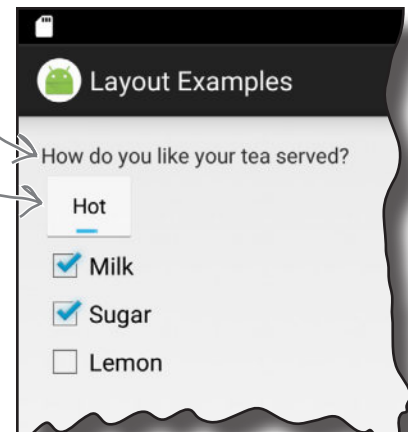 Layout Examples
How do you like your tea served?
Hot
Milk
Sugar
Lemon